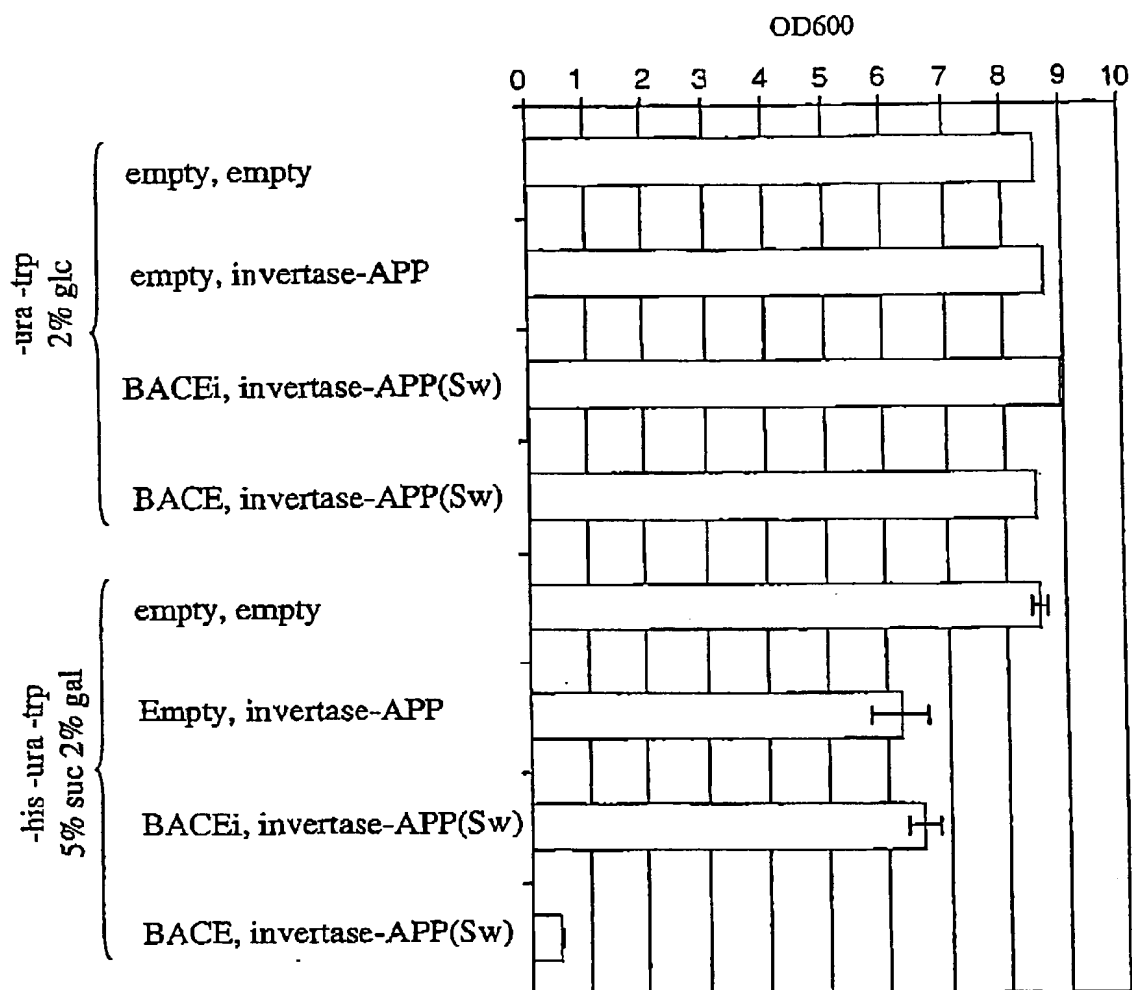 OD600
0 1 2 3 4 5 6 7 8 9 10
-ura -trp
2% glc
empty, empty
empty, invertase-APP
BACEi, invertase-APP(Sw)
BACE, invertase-APP(Sw)
-his -ura -trp
5% suc 2% gal
empty, empty
Empty, invertase-APP
BACEi, invertase-APP(Sw)
BACE, invertase-APP(Sw)